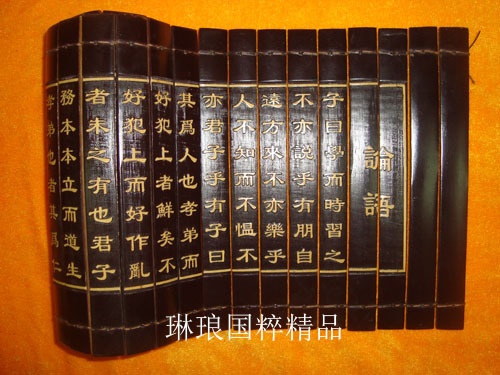 論語
子曰學而時習之
不亦說乎有朋自
遠方來不亦樂乎
人不知而不愠不
亦君子乎有子曰
其爲人也孝弟而
好犯上者鮮矣不
好犯上而好作亂
者未之有也君子
務本本立而道生
孝弟也者其爲仁
琳琅国粹精品